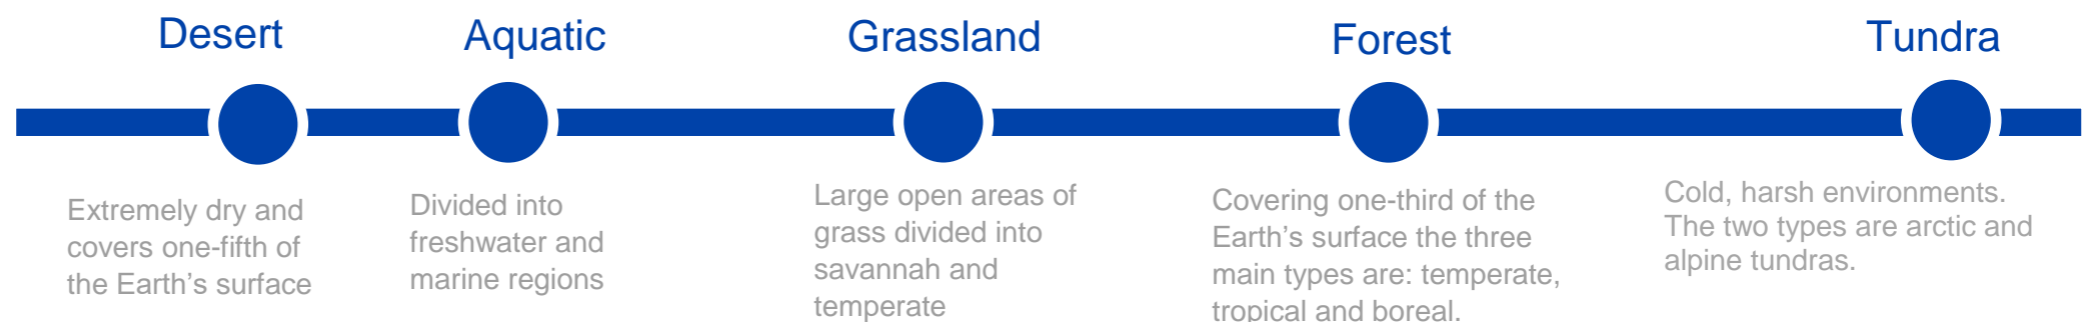 Desert
Extremely dry and
covers one-fifth of
the Earth's surface
Aquatic
Divided into
freshwater and
marine regions
Grassland
Large open areas of
grass divided into
savannah and
temperate
Forest
Covering one-third of the
Earth's surface the three
main types are: temperate,
tropical and boreal.
Tundra
Cold, harsh environments.
The two types are arctic and
alpine tundras.